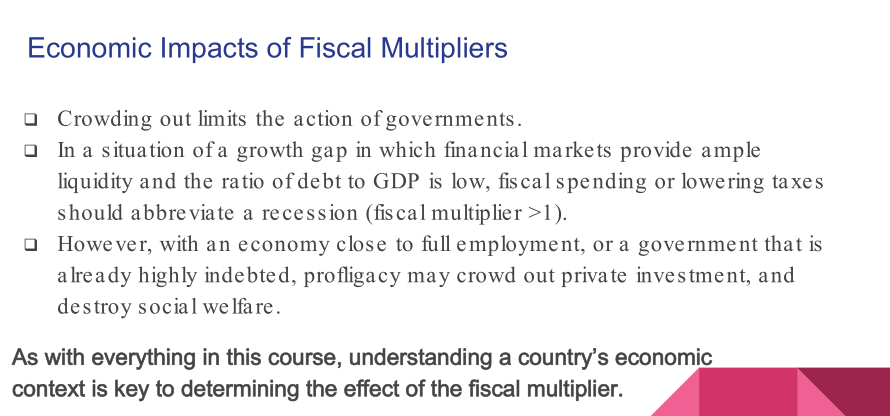 Economic Impacts of Fiscal Multipliers
❑ Crowding out limits the action of governments.
❑ In a situation of a growth gap in which financial markets provide ample
liquidity and the ratio of debt to GDP is low, fiscal spending or lowering taxes
should abbreviate a recession (fiscal multiplier >1).
❑ However, with an economy close to full employment, or a government that is
already highly indebted, profligacy may crowd out private investment, and
destroy social welfare.
As with everything in this course, understanding a country’s economic
context is key to determining the effect of the fiscal multiplier.